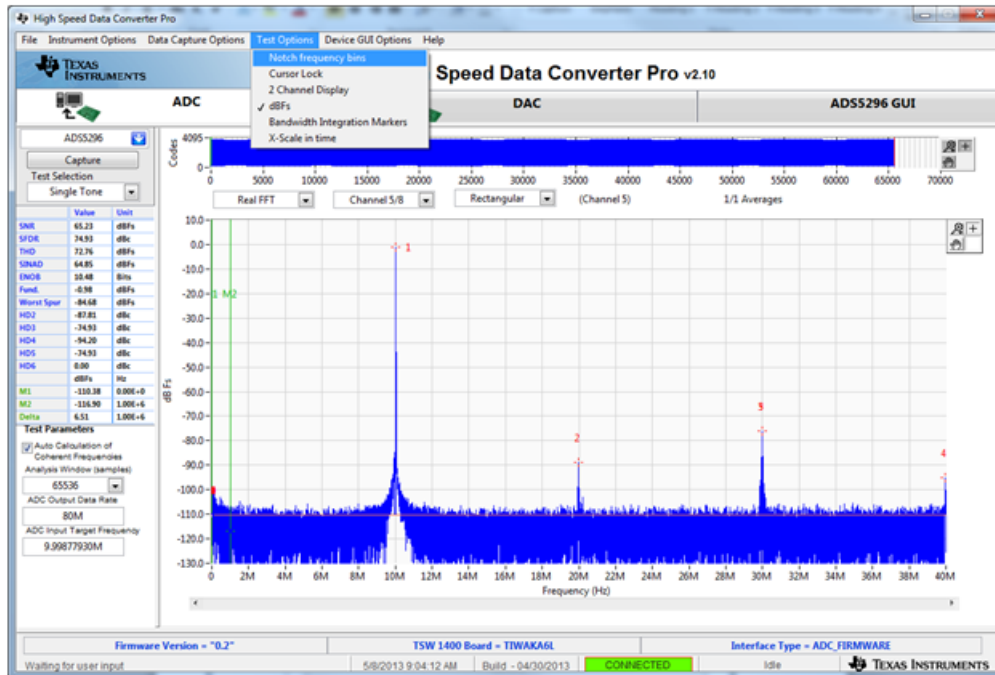 High Speed Data Converter Pro
File Instrument Options Data Capture Options Test Options Device GUI Options Help
TEXAS INSTRUMENTS
Notch frequency bins
Cursor Lock
2 Channel Display
✓ dBFs
Bandwidth Integration Markers
X-Scale in time
Speed Data Converter Pro v2.10
ADC
DAC
ADS5296 GUI
ADS5296
Capture
Test Selection
Single Tone
Codes
4095
0
0 5000 10000 15000 20000 25000 30000 35000 40000 45000 50000 55000 60000 65000 70000
Real FFT Channel 5/8 Rectangular (Channel 5) 1/1 Averages
Value Unit
SNR 65.23 dBFs
SFDR 74.93 dBc
THD 72.76 dBFs
SINAD 64.85 dBFs
ENOB 10.48 Bits
Fund. -0.98 dBFs
Worst Spur -84.68 dBFs
HD2 -87.81 dBc
HD3 -74.93 dBc
HD4 -94.20 dBc
HD5 -74.93 dBc
HD6 0.00 dBc
dBFs Hz
M1 -110.38 0.00E+0
M2 -116.90 1.00E+6
Delta 6.51 1.00E+6
Test Parameters
Auto Calculation of
Coherent Frequencies
Analysis Window (samples)
65536
ADC Output Data Rate
80M
ADC Input Target Frequency
9.99877930M
dB Fs
10.0
0.0
-10.0
-20.0
-30.0
-40.0
-50.0
-60.0
-70.0
-80.0
-90.0
-100.0
-110.0
-120.0
-130.0
1 M2
1
2
4
0 2M 4M 6M 8M 10M 12M 14M 16M 18M 20M 22M 24M 26M 28M 30M 32M 34M 36M 38M 40M
Frequency (Hz)
Firmware Version = "0.2" TSW 1400 Board = TIWAKA6L Interface Type = ADC_FIRMWARE
Waiting for user input 5/8/2013 9:04:12 AM Build - 04/30/2013 CONNECTED Idle TEXAS INSTRUMENTS